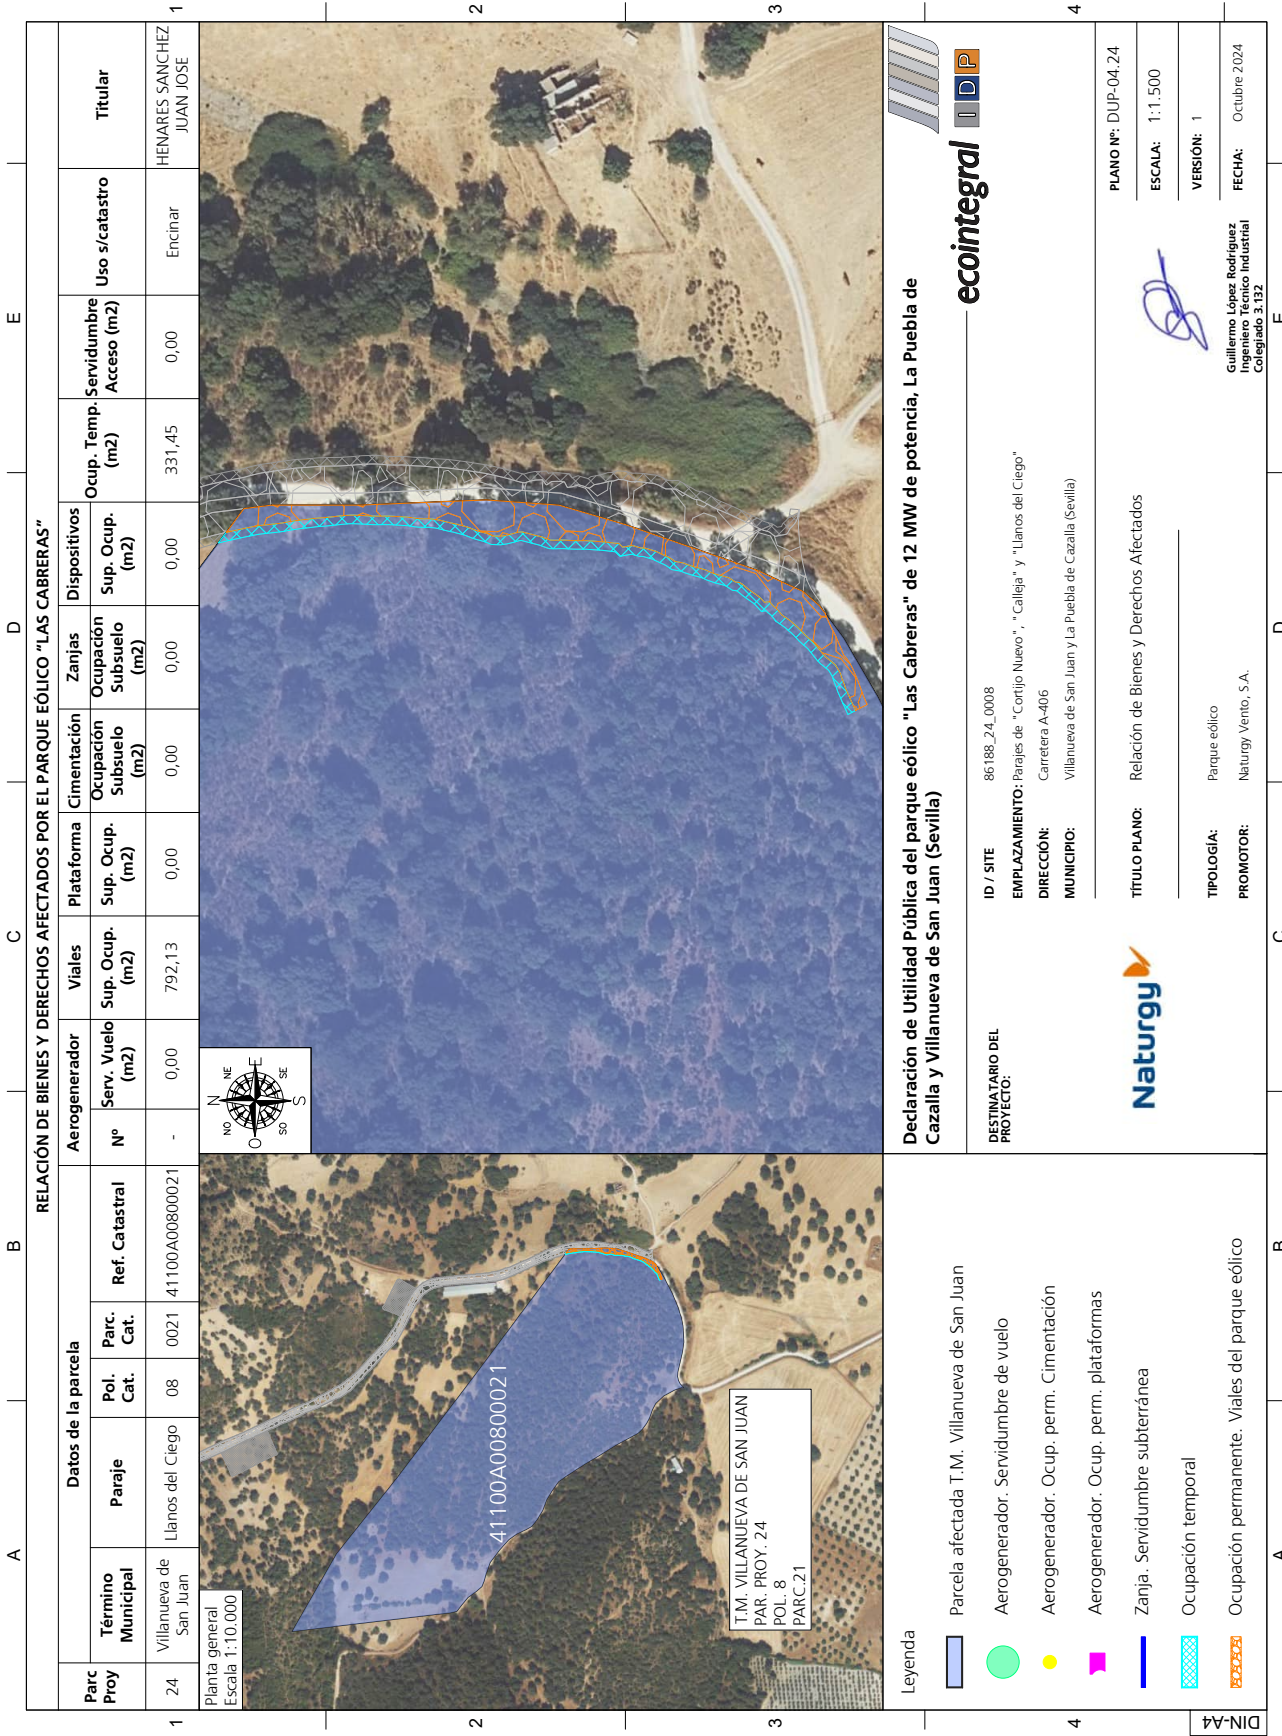 A
B
C
D
E
RELACIÓN DE BIENES Y DERECHOS AFECTADOS POR EL PARQUE EÓLICO "LAS CABRERAS"
Parc Proy
Datos de la parcela
Término Municipal
Paraje
Pol. Cat.
Parc. Cat.
Ref. Catastral
Aerogenerador
Nº
Serv. Vuelo (m2)
Viales
Sup. Ocup. (m2)
Plataforma
Sup. Ocup. (m2)
Cimentación
Ocupación Subsuelo (m2)
Zanjas
Ocupación Subsuelo (m2)
Dispositivos
Sup. Ocup. (m2)
Ocup. Temp. (m2)
Servidumbre Acceso (m2)
Uso s/catastro
Titular
24
Villanueva de San Juan
Llanos del Ciego
08
0021
41100A00800021
-
0,00
792,13
0,00
0,00
0,00
0,00
331,45
0,00
Encinar
HENARES SANCHEZ
JUAN JOSE
1
1
2
2
3
3
4
4
Planta general
Escala 1:10.000
41100A00800021
T.M. VILLANUEVA DE SAN JUAN
PAR. PROY. 24
POL. 8
PARC.21
N
NE
E
SE
S
SO
O
NO
Leyenda
Parcela afectada T.M. Villanueva de San Juan
Aerogenerador. Servidumbre de vuelo
Aerogenerador. Ocup. perm. Cimentación
Aerogenerador. Ocup. perm. plataformas
Zanja. Servidumbre subterránea
Ocupación temporal
Ocupación permanente. Viales del parque eólico
Declaración de Utilidad Pública del parque eólico "Las Cabreras" de 12 MW de potencia, La Puebla de
Cazalla y Villanueva de San Juan (Sevilla)
ecointegral
IDP
DESTINATARIO DEL
PROYECTO:
Naturgy
ID / SITE 86188_24_0008
EMPLAZAMIENTO: Parajes de "Cortijo Nuevo", "Calleja" y "Llanos del Ciego"
DIRECCIÓN: Carretera A-406
MUNICIPIO: Villanueva de San Juan y La Puebla de Cazalla (Sevilla)
TÍTULO PLANO: Relación de Bienes y Derechos Afectados
TIPOLOGÍA: Parque eólico
PROMOTOR: Naturgy Vento, S.A.
Guillermo López Rodríguez
Ingeniero Técnico Industrial
Colegiado 3.132
PLANO Nº: DUP-04.24
ESCALA: 1:1.500
VERSIÓN: 1
FECHA: Octubre 2024
DIN-A4
A
B
C
D
E